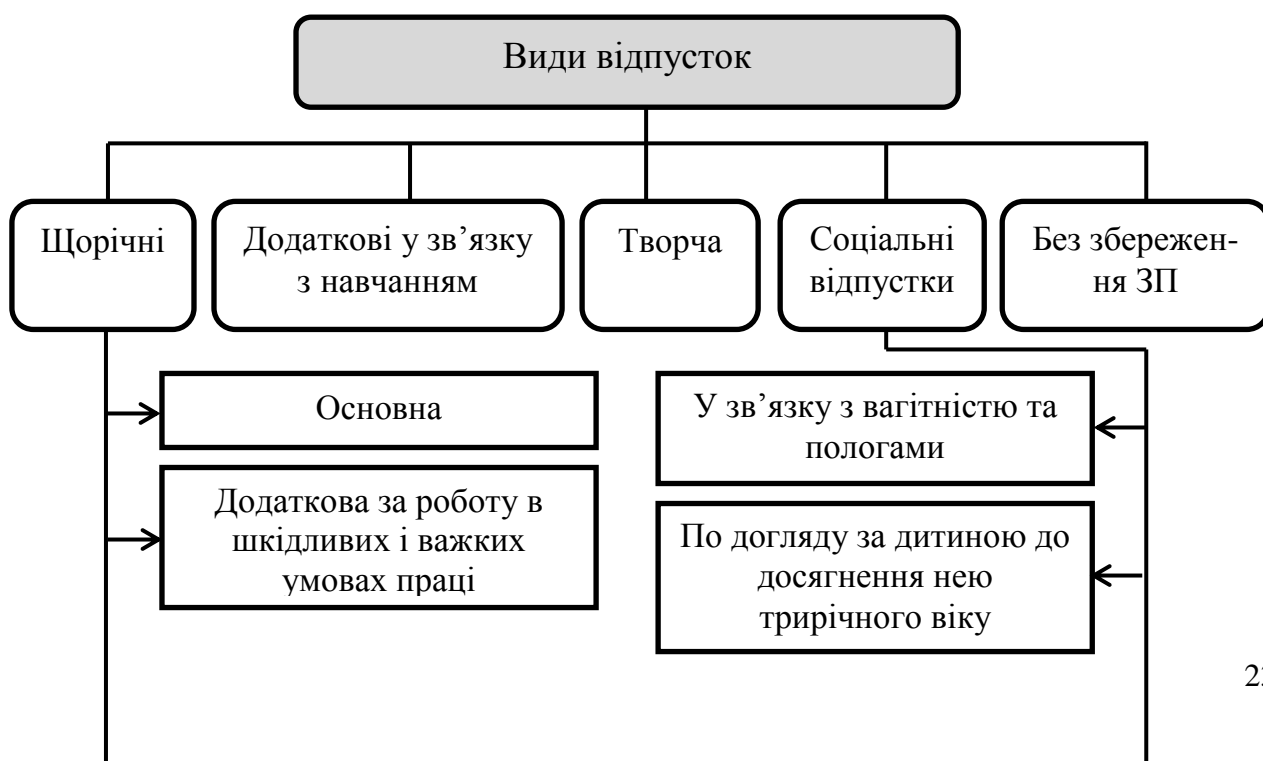 Види відпусток
Щорічні
Додаткові у зв’язку
з навчанням
Творча
Соціальні
відпустки
Без збережен-
ня ЗП
Основна
Додаткова за роботу в
шкідливих і важких
умовах праці
У зв’язку з вагітністю та
пологами
По догляду за дитиною до
досягнення нею
трирічного віку